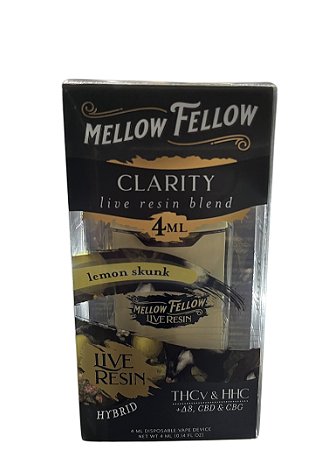 MELLOW FELLOW
CLARITY
live resin blend
4ML
lemon skunk
MELLOW FELLOW
LIVE RESIN
LIVE
RESIN
HYBRID
THCV & HHC
+Δ8, CBD & CBG
4 ML DISPOSABLE VAPE DEVICE
NET WT 4 ML (0.14 FL OZ)